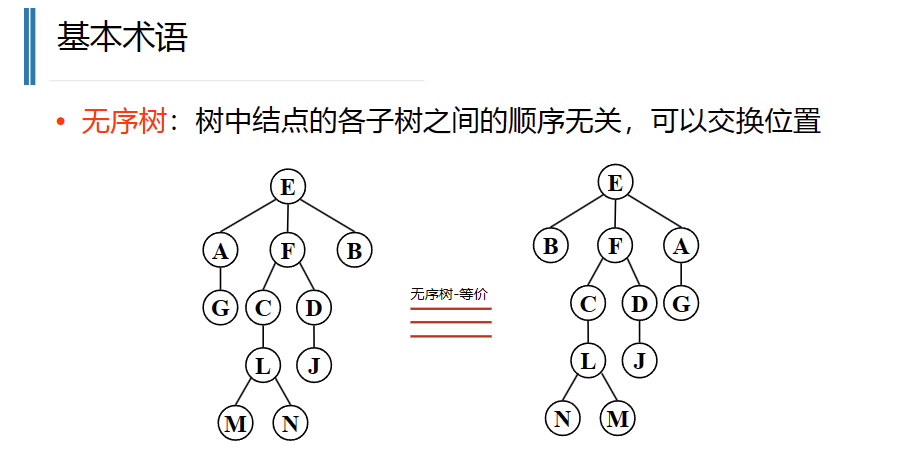 基本术语
• 无序树：树中结点的各子树之间的顺序无关，可以交换位置
E
A F B
G C D
L J
M N
无序树-等价
E
B F A
C D G
L J
N M